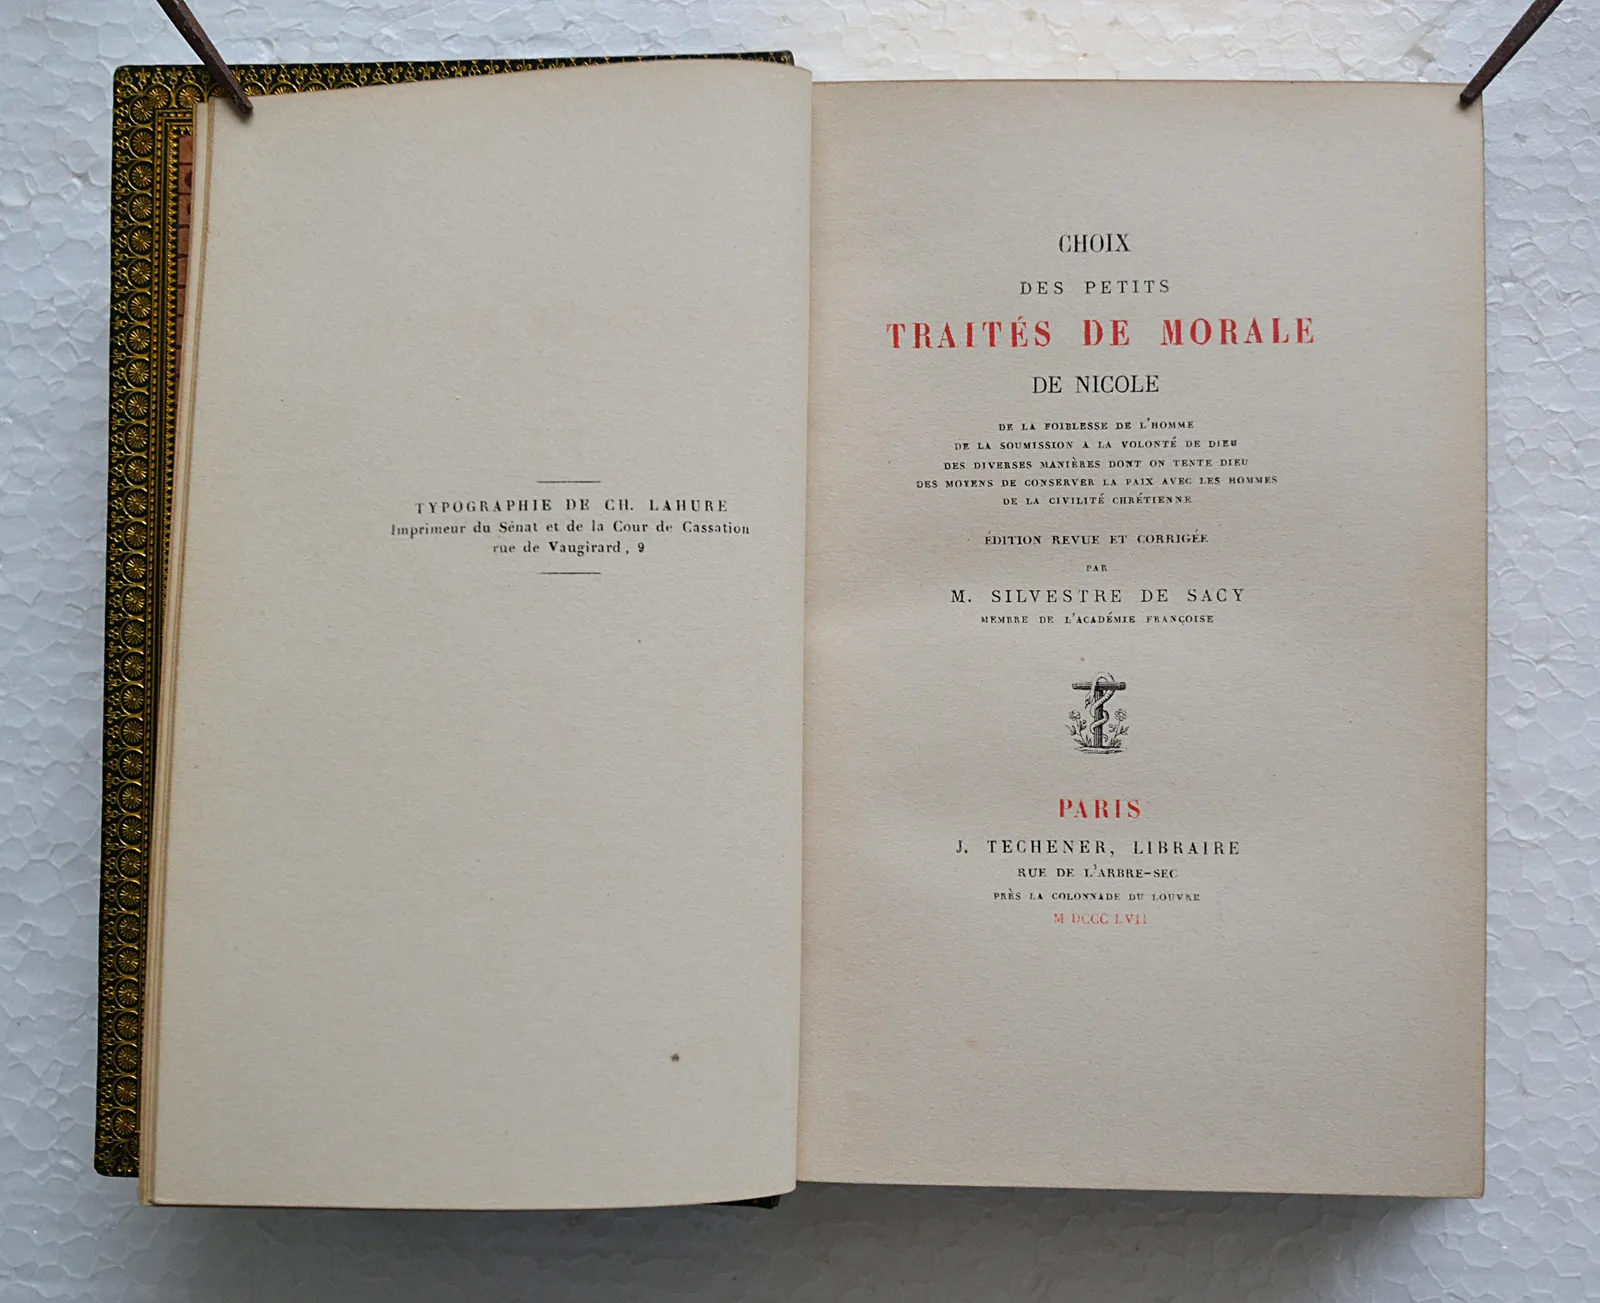 TYPOGRAPHIE DE CH. LAHURE
Imprimeur du Sénat et de la Cour de Cassation
rue de Vaugirard, 9
CHOIX
DES PETITS
TRAITÉS DE MORALE
DE NICOLE
DE LA FOIBLESSE DE L'HOMME
DE LA SOUMISSION A LA VOLONTÉ DE DIEU
DES DIVERSES MANIÈRES DONT ON TENTE DIEU
DES MOYENS DE CONSERVER LA PAIX AVEC LES HOMMES
DE LA CIVILITÉ CHRÉTIENNE
ÉDITION REVUE ET CORRIGÉE
PAR
M. SILVESTRE DE SACY
MEMBRE DE L'ACADÉMIE FRANÇOISE
PARIS
J. TECHENER, LIBRAIRE
RUE DE L'ARBRE-SEC
PRÈS LA COLONNADE DU LOUVRE
M DCCC LVII